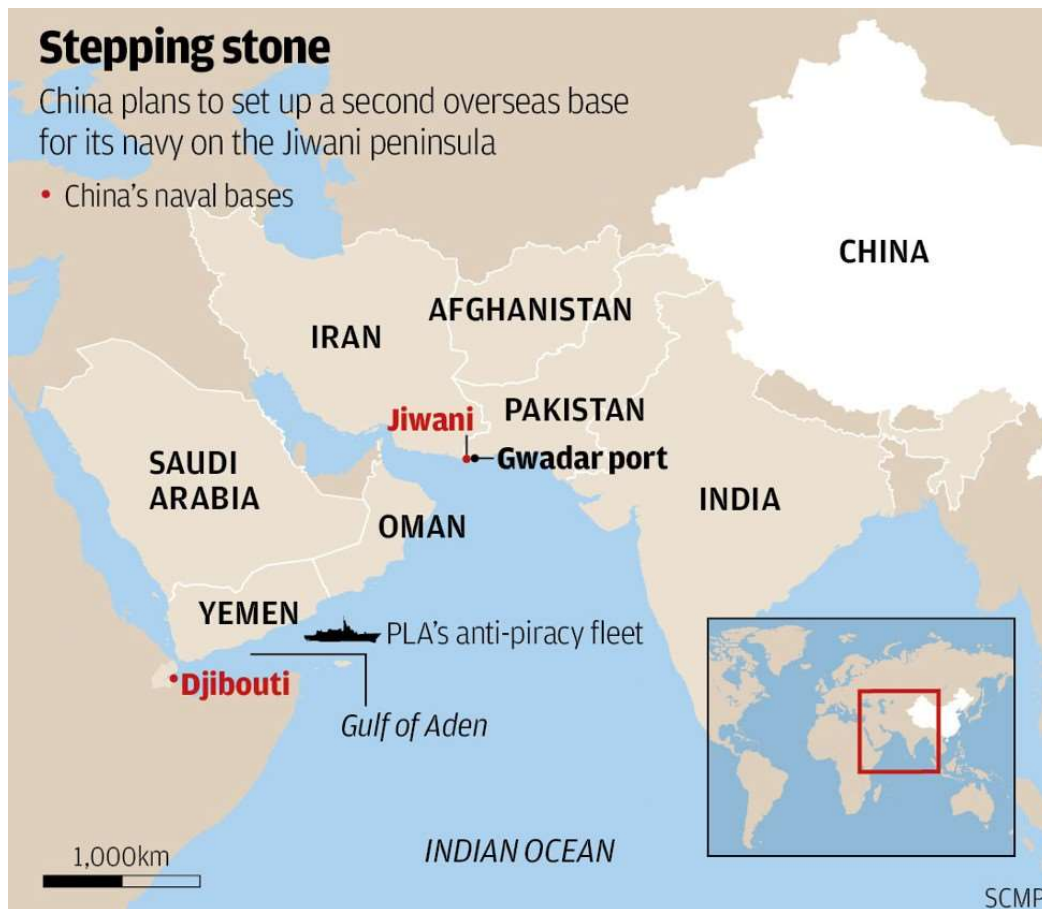 Stepping stone
China plans to set up a second overseas base
for its navy on the Jiwani peninsula
• China's naval bases
CHINA
AFGHANISTAN
IRAN
PAKISTAN
Jiwani
Gwadar port
SAUDI
ARABIA
INDIA
OMAN
YEMEN
PLA's anti-piracy fleet
Djibouti
Gulf of Aden
INDIAN OCEAN
1,000km
SCMP